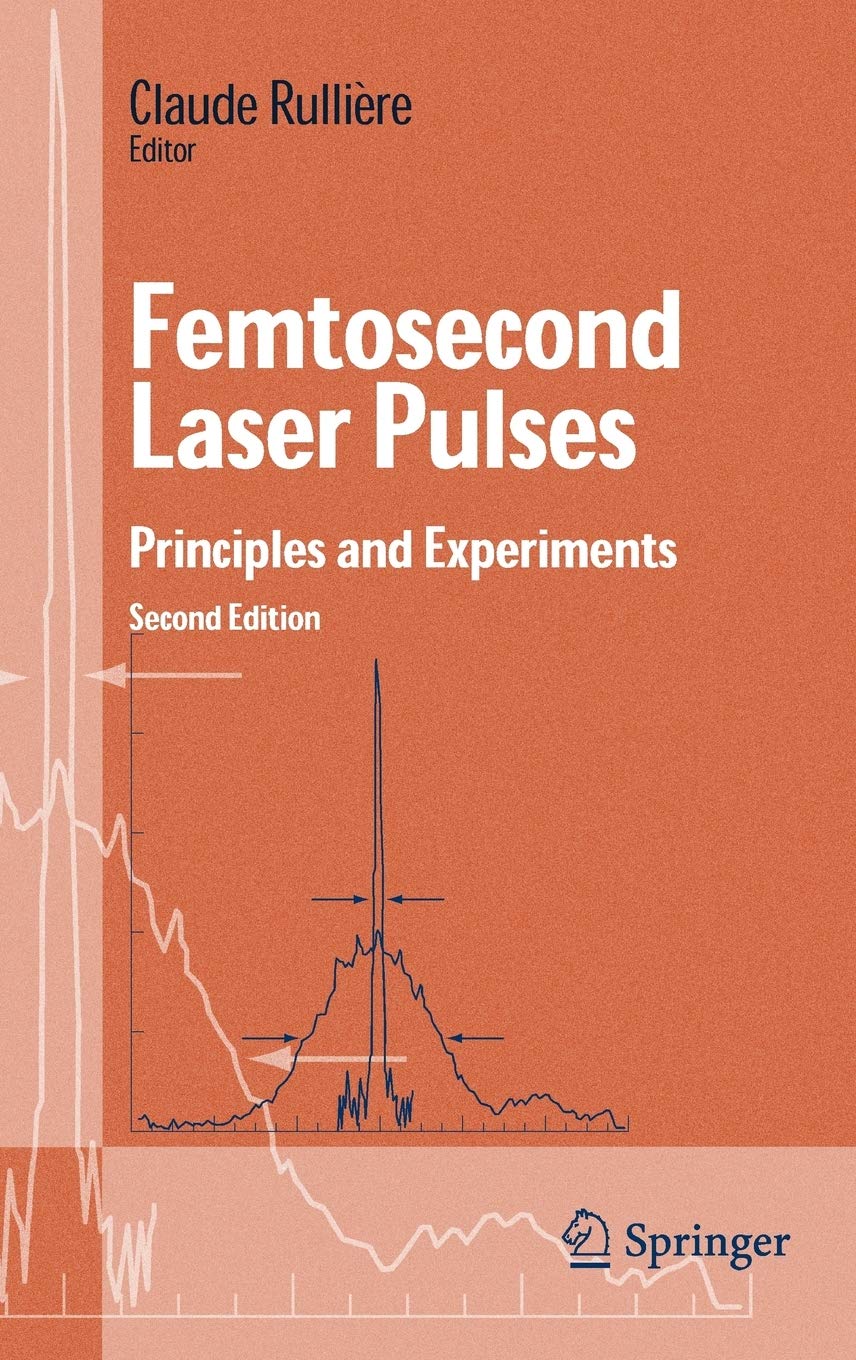 Claude Rullière
Editor
Femtosecond
Laser Pulses
Principles and Experiments
Second Edition
Springer